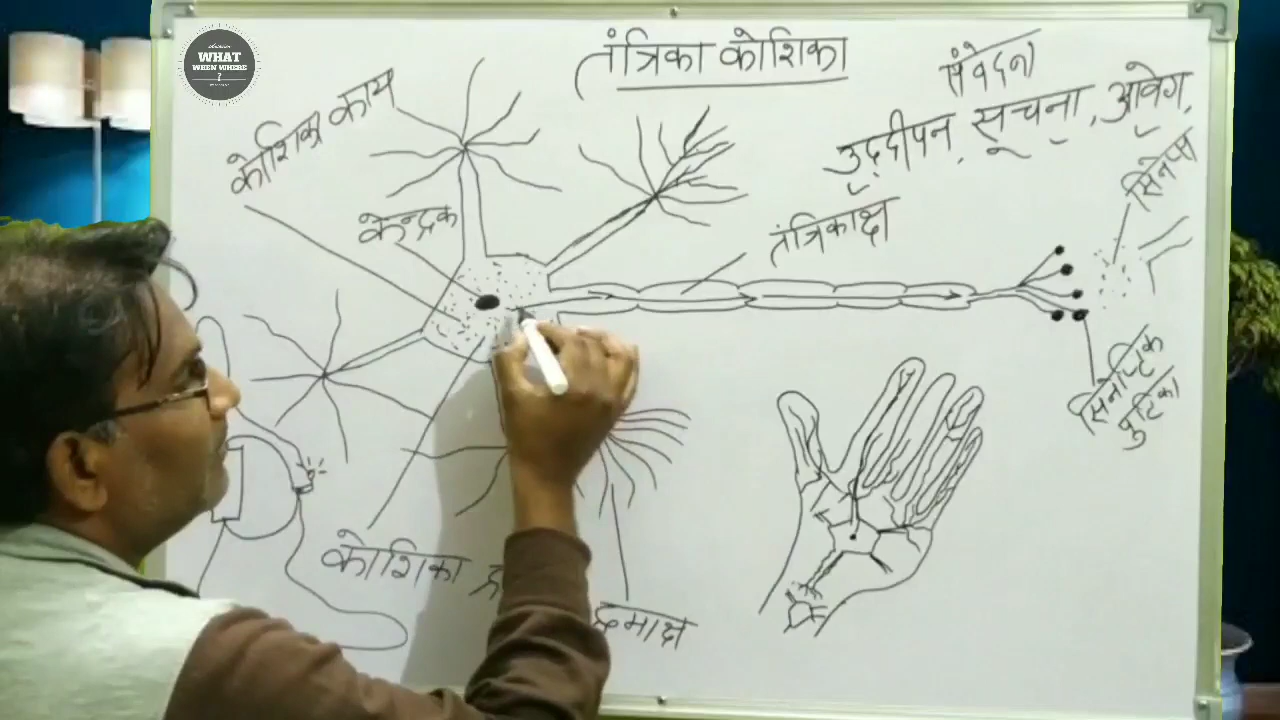 WHAT
WHEN WHERE
?
तंत्रिका कोशिका
संवेदना
उद्दीपन, सूचना, आवेग,
कोशिका काय
केन्द्रक
तंत्रिकाक्ष
सिनेप्स
सिनेप्टिक
पुटिका
कोशिका
द्रुमाक्ष